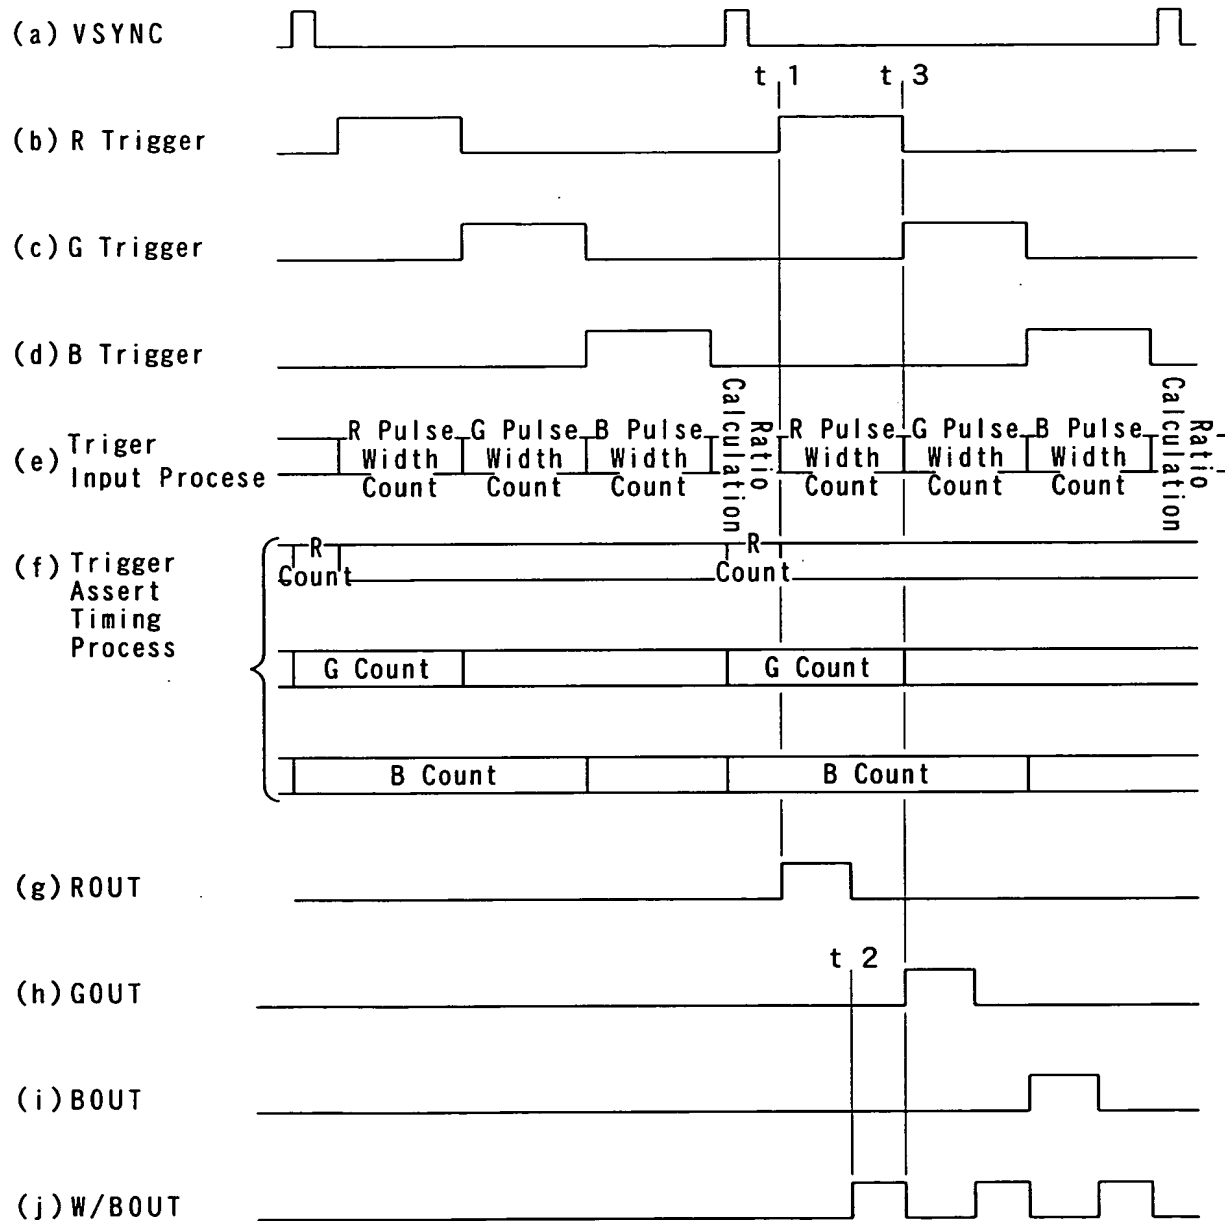 (a) VSYNC
t 1
t 3
(b) R Trigger
(c) G Trigger
(d) B Trigger
(e) Triger
Input Procese
R Pulse
Width
Count
G Pulse
Width
Count
B Pulse
Width
Count
Ratio
Calculation
R Pulse
Width
Count
G Pulse
Width
Count
B Pulse
Width
Count
Ratio
Calculation
(f) Trigger
Assert
Timing
Process
R
Count
R
Count
G Count
G Count
B Count
B Count
(g) ROUT
t 2
(h) GOUT
(i) BOUT
(j) W/BOUT